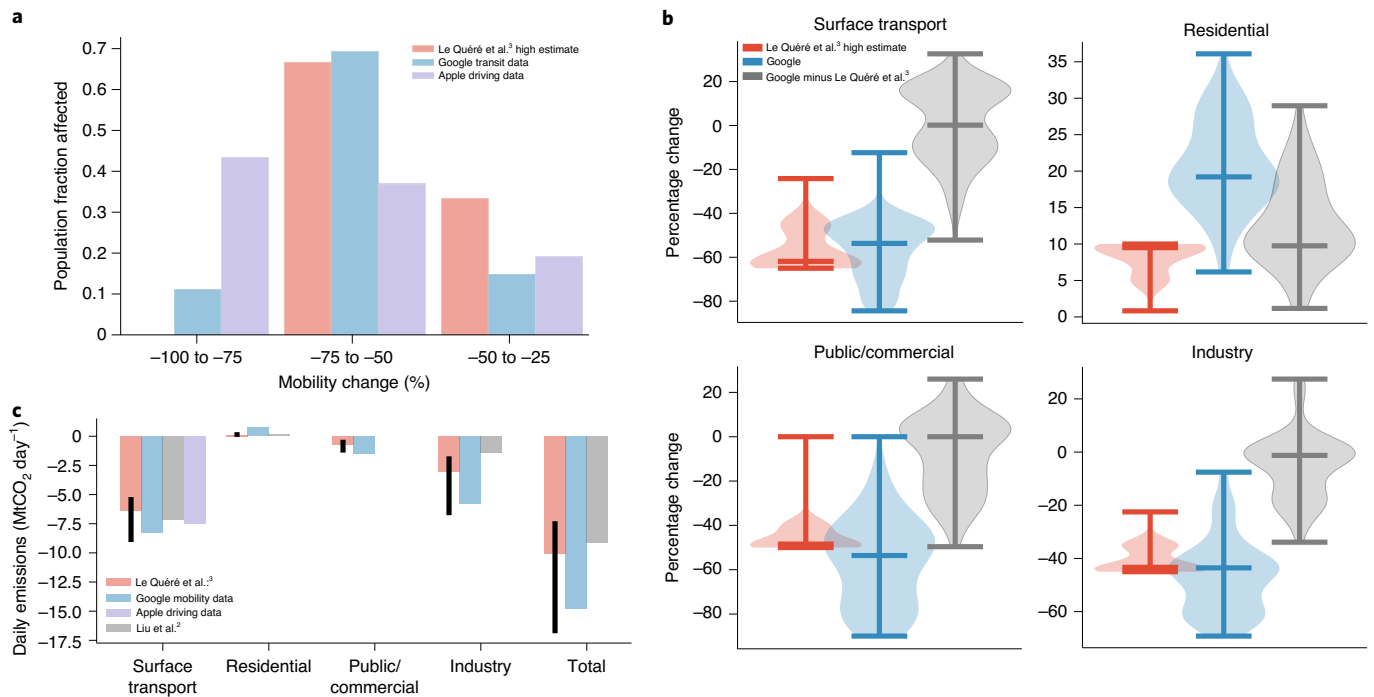 a
Population fraction affected
0.7
0.6
0.5
0.4
0.3
0.2
0.1
0
Le Quéré et al.³ high estimate
Google transit data
Apple driving data
–100 to –75
–75 to –50
–50 to –25
Mobility change (%)
b
Surface transport
Percentage change
20
0
–20
–40
–60
–80
Le Quéré et al.³ high estimate
Google
Google minus Le Quéré et al.³
Residential
35
30
25
20
15
10
5
0
Public/commercial
Percentage change
20
0
–20
–40
–60
–80
Industry
20
0
–20
–40
–60
c
Daily emissions (MtCO₂ day⁻¹)
0
–2.5
–5.0
–7.5
–10.0
–12.5
–15.0
–17.5
Le Quéré et al.:³
Google mobility data
Apple driving data
Liu et al.²
Surface
transport
Residential
Public/
commercial
Industry
Total